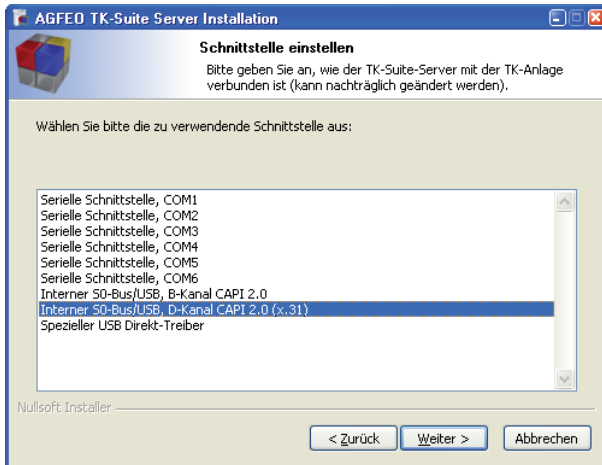 AGFEO TK-Suite Server Installation
Schnittstelle einstellen
Bitte geben Sie an, wie der TK-Suite-Server mit der TK-Anlage
verbunden ist (kann nachträglich geändert werden).
Wählen Sie bitte die zu verwendende Schnittstelle aus:
Serielle Schnittstelle, COM1
Serielle Schnittstelle, COM2
Serielle Schnittstelle, COM3
Serielle Schnittstelle, COM4
Serielle Schnittstelle, COM5
Serielle Schnittstelle, COM6
Interner S0-Bus/USB, B-Kanal CAPI 2.0
Interner S0-Bus/USB, D-Kanal CAPI 2.0 (x.31)
Spezieller USB Direkt-Treiber
Nullsoft Installer
< Zurück Weiter > Abbrechen